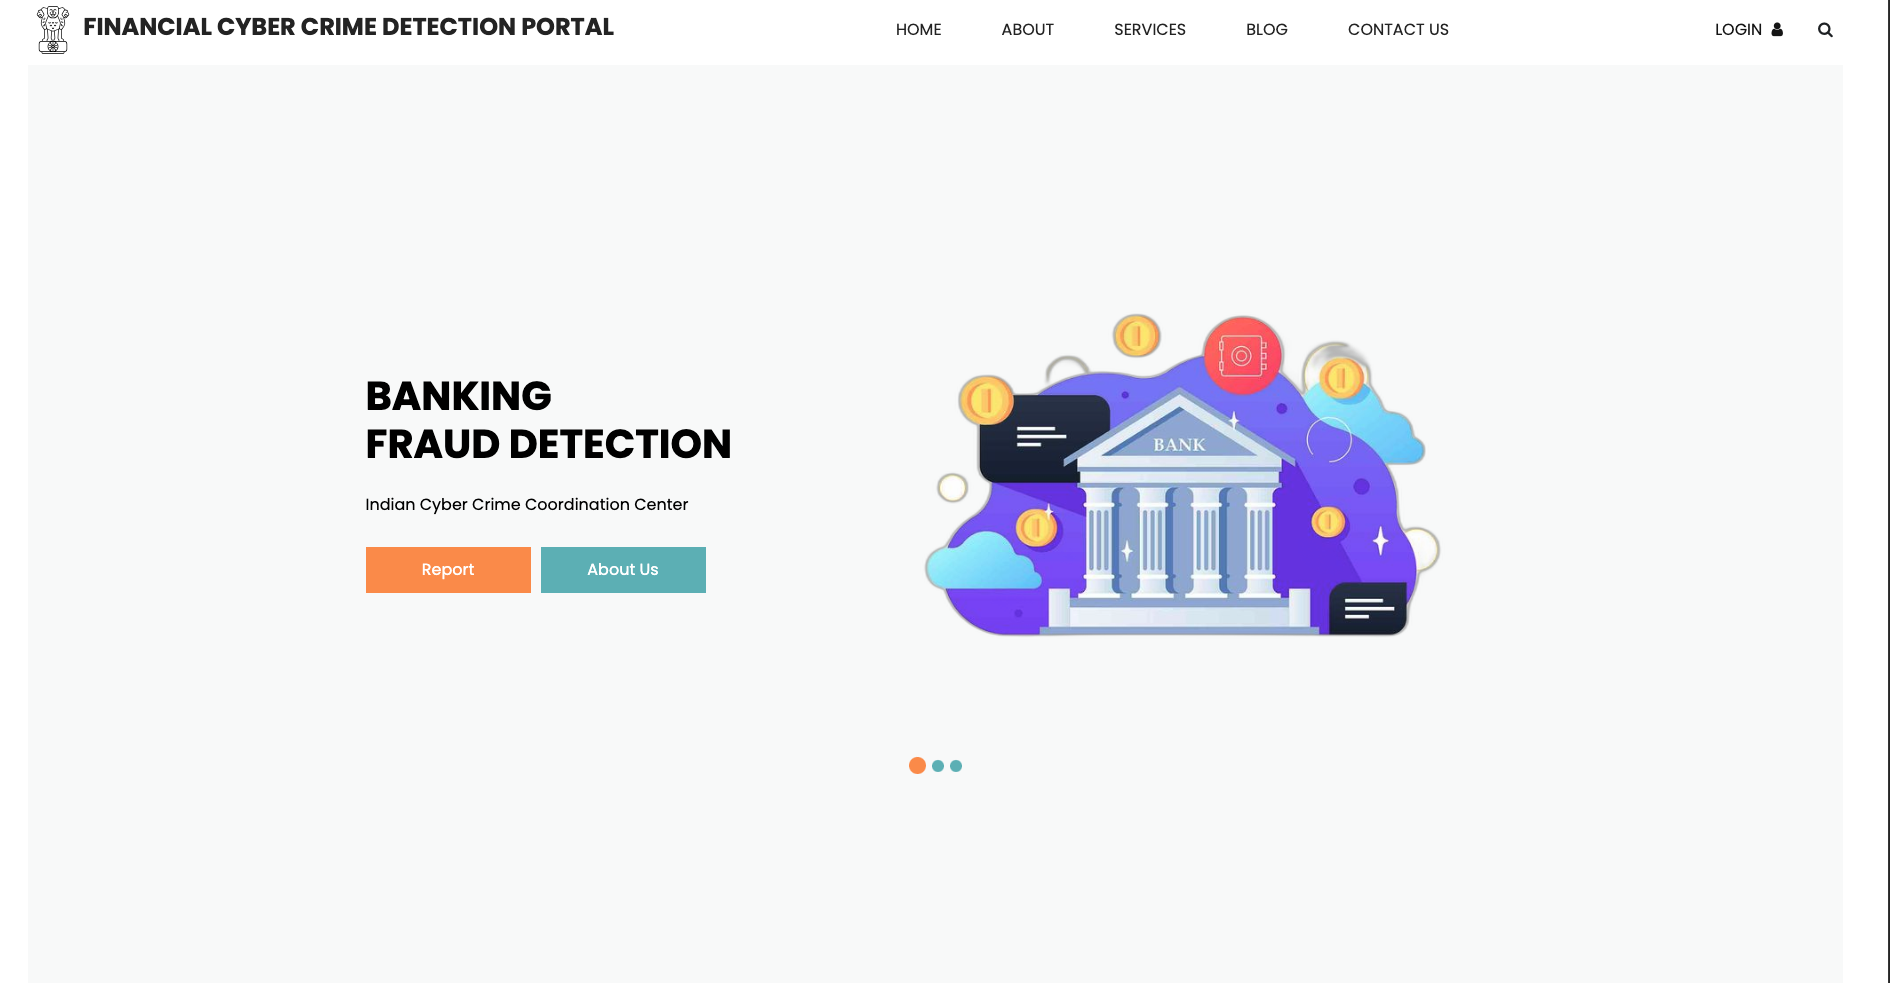 FINANCIAL CYBER CRIME DETECTION PORTAL
HOME
ABOUT
SERVICES
BLOG
CONTACT US
LOGIN
BANKING
FRAUD DETECTION
Indian Cyber Crime Coordination Center
Report
About Us
BANK